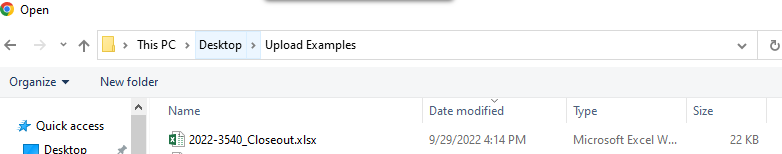 Open
This PC > Desktop > Upload Examples
Organize New folder
Name Date modified Type Size
Quick access
2022-3540_Closeout.xlsx 9/29/2022 4:14 PM Microsoft Excel W... 22 KB
Desktop